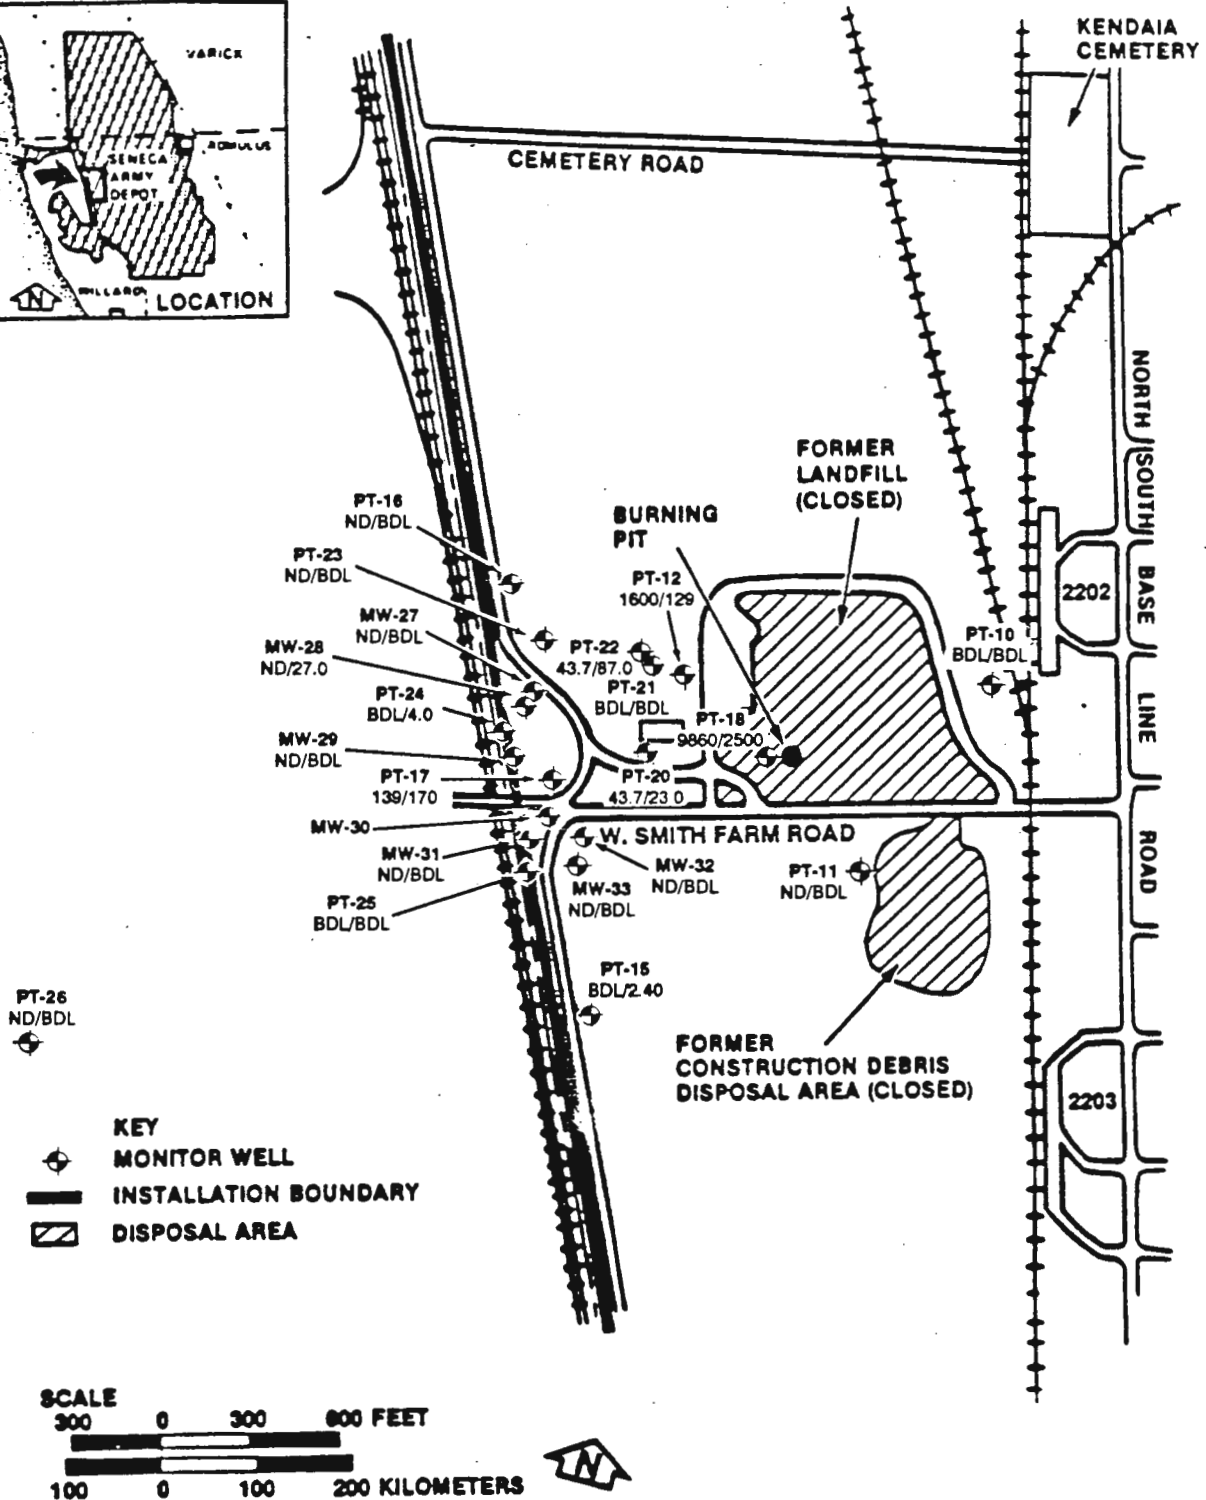 VARICK
ROMULUS
SENECA
ARMY
DEPOT
N
LOCATION
KENDAIA
CEMETERY
CEMETERY ROAD
NORTH / SOUTH BASE LINE ROAD
FORMER
LANDFILL
(CLOSED)
BURNING
PIT
PT-16
ND/BDL
PT-23
ND/BDL
PT-12
1600/129
2202
MW-27
ND/BDL
PT-10
BDL/BDL
MW-28
ND/27.0
PT-22
43.7/87.0
PT-21
BDL/BDL
PT-24
BDL/4.0
PT-18
9860/2500
MW-29
ND/BDL
PT-17
139/170
PT-20
43.7/23.0
MW-30
W. SMITH FARM ROAD
MW-31
ND/BDL
MW-32
ND/BDL
PT-11
ND/BDL
MW-33
ND/BDL
PT-25
BDL/BDL
PT-15
BDL/2.40
PT-26
ND/BDL
FORMER
CONSTRUCTION DEBRIS
DISPOSAL AREA (CLOSED)
2203
KEY
MONITOR WELL
INSTALLATION BOUNDARY
DISPOSAL AREA
SCALE
300 0 300 600 FEET
100 0 100 200 KILOMETERS
N